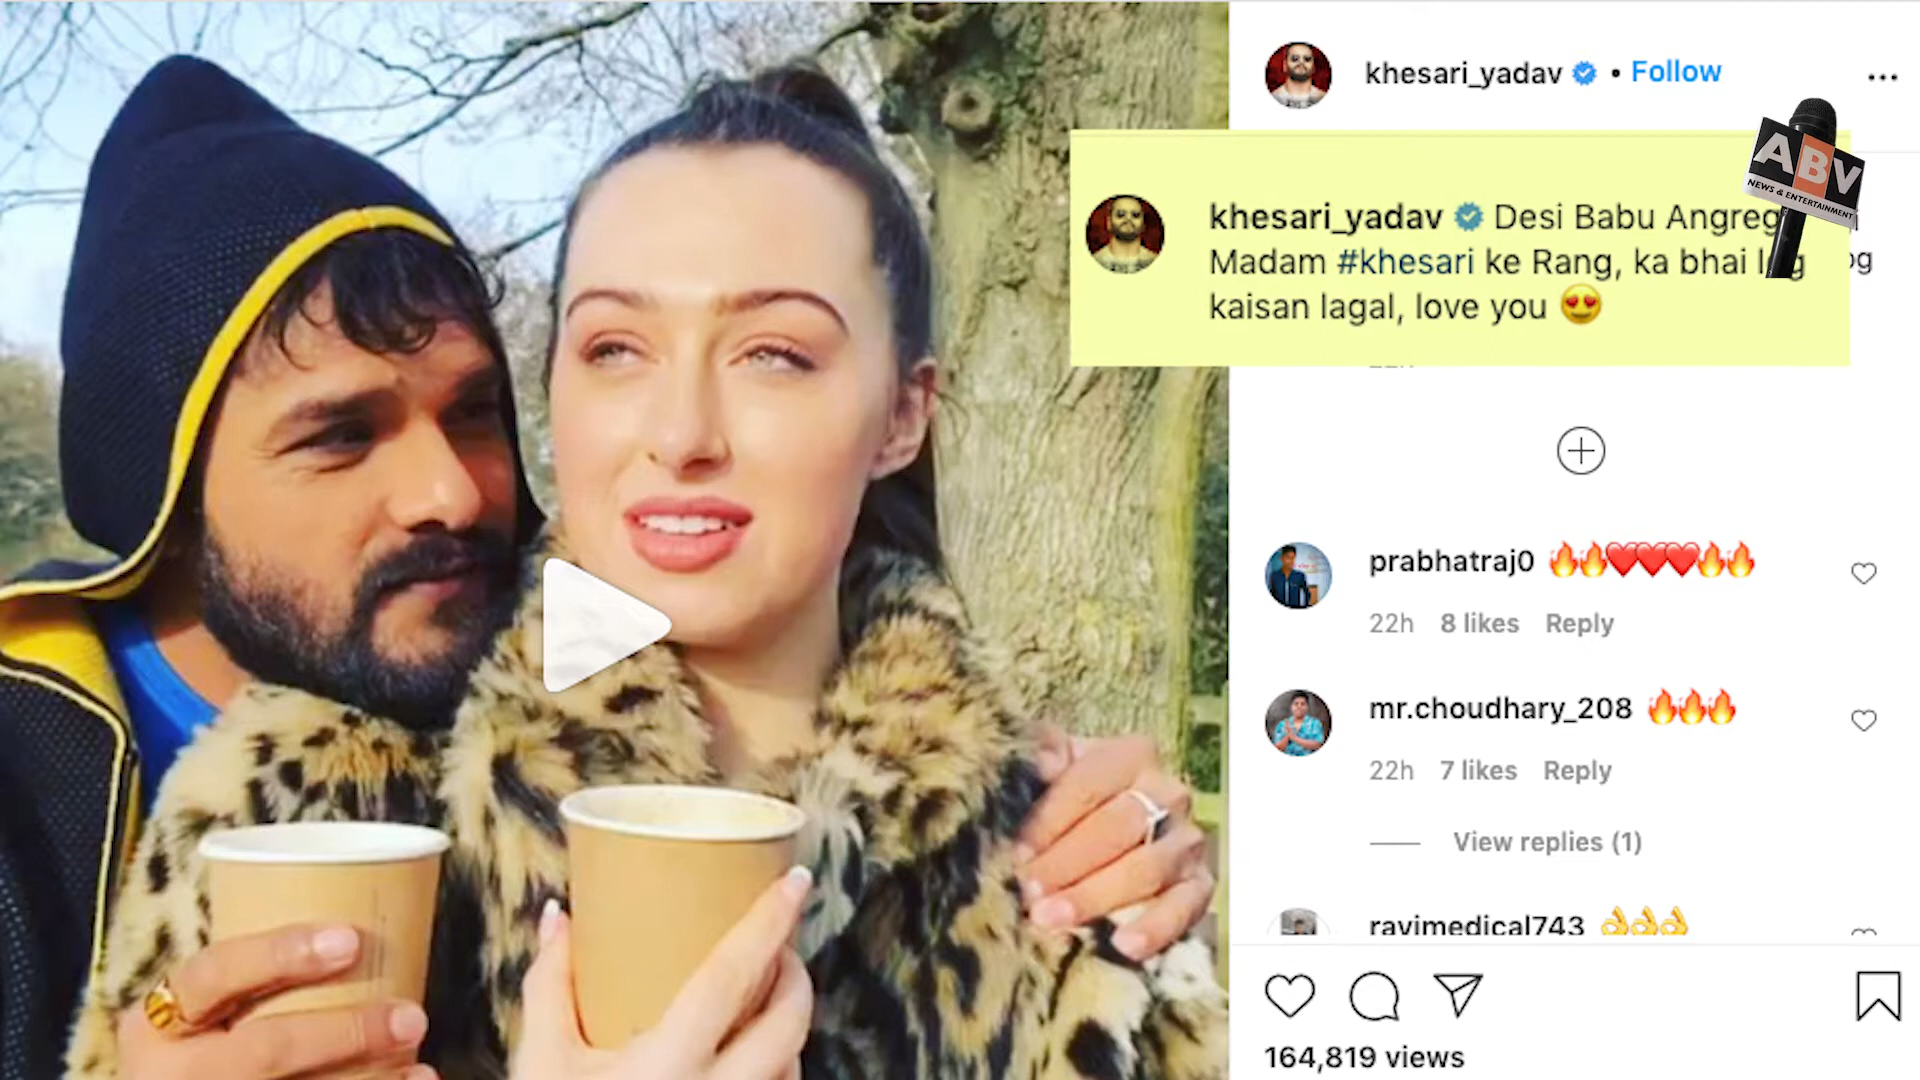 khesari_yadav • Follow
ABV
NEWS & ENTERTAINMENT
khesari_yadav Desi Babu
Madam #khesari ke Rang, ka bhai
kaisan lagal, love you 😍
prabhatraj0 🔥🔥❤️❤️❤️🔥🔥
22h 8 likes Reply
mr.choudhary_208 🔥🔥🔥
22h 7 likes Reply
View replies (1)
ravimedical743 👌👌👌
164,819 views